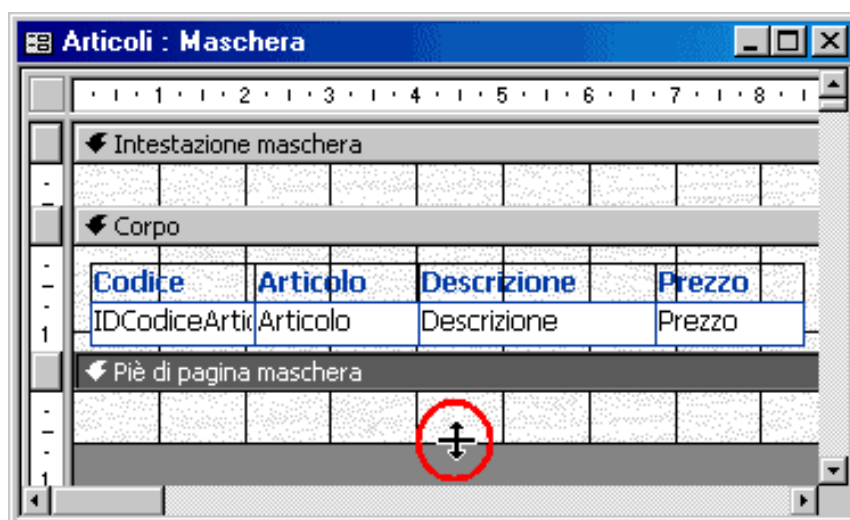 Articoli : Maschera
1 2 3 4 5 6 7 8
Intestazione maschera
Corpo
Codice Articolo Descrizione Prezzo
IDCodiceArtic Articolo Descrizione Prezzo
1
Piè di pagina maschera
1